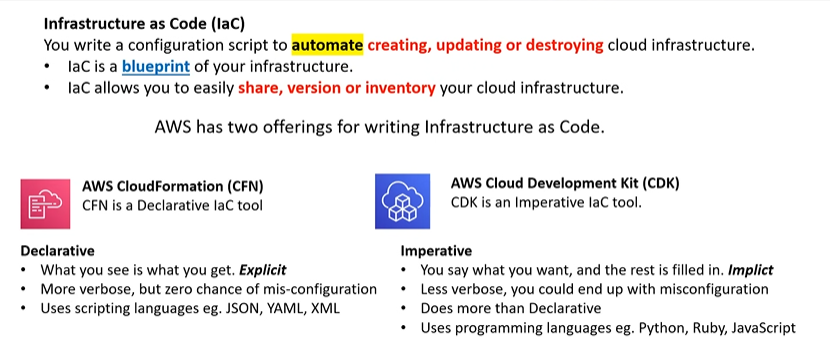 Infrastructure as Code (IaC)
You write a configuration script to automate creating, updating or destroying cloud infrastructure.
• IaC is a blueprint of your infrastructure.
• IaC allows you to easily share, version or inventory your cloud infrastructure.
AWS has two offerings for writing Infrastructure as Code.
AWS CloudFormation (CFN)
CFN is a Declarative IaC tool
Declarative
• What you see is what you get. Explicit
• More verbose, but zero chance of mis-configuration
• Uses scripting languages eg. JSON, YAML, XML
AWS Cloud Development Kit (CDK)
CDK is an Imperative IaC tool.
Imperative
• You say what you want, and the rest is filled in. Implict
• Less verbose, you could end up with misconfiguration
• Does more than Declarative
• Uses programming languages eg. Python, Ruby, JavaScript